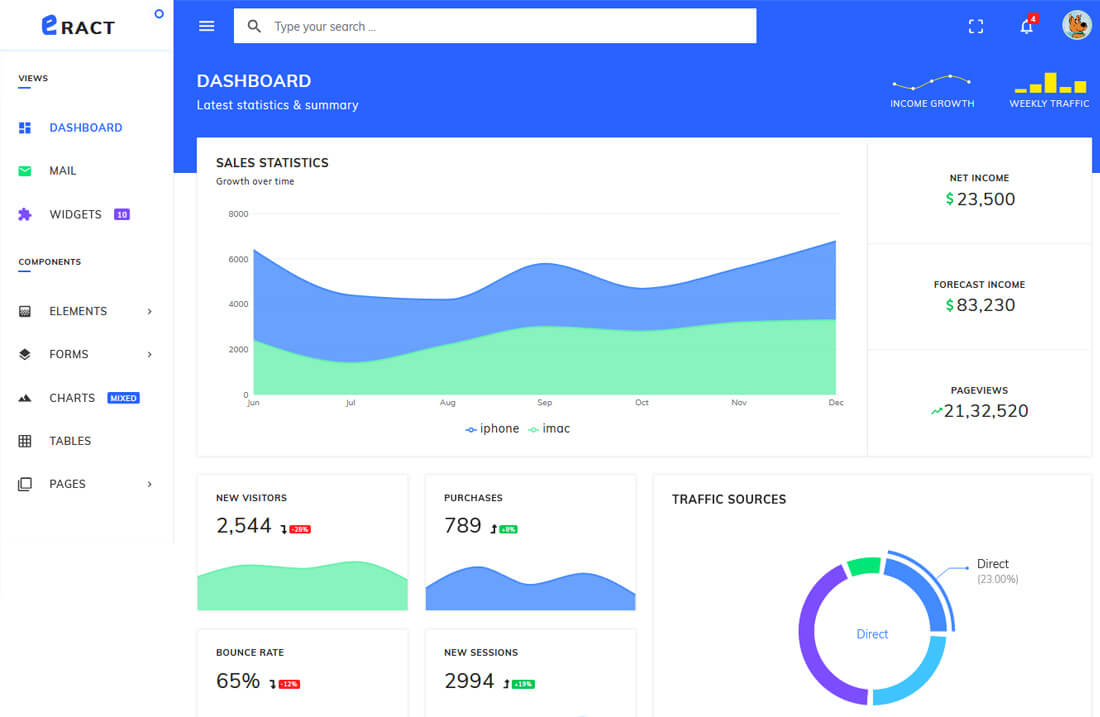 eRACT
Type your search ...
4
VIEWS
DASHBOARD
MAIL
WIDGETS 10
COMPONENTS
ELEMENTS
FORMS
CHARTS MIXED
TABLES
PAGES
DASHBOARD
Latest statistics & summary
INCOME GROWTH
WEEKLY TRAFFIC
SALES STATISTICS
Growth over time
8000
6000
4000
2000
0
Jun Jul Aug Sep Oct Nov Dec
iphone imac
NET INCOME
$23,500
FORECAST INCOME
$83,230
PAGEVIEWS
21,32,520
NEW VISITORS
2,544 -28%
PURCHASES
789 +9%
BOUNCE RATE
65% -12%
NEW SESSIONS
2994 +19%
TRAFFIC SOURCES
Direct
(23.00%)
Direct